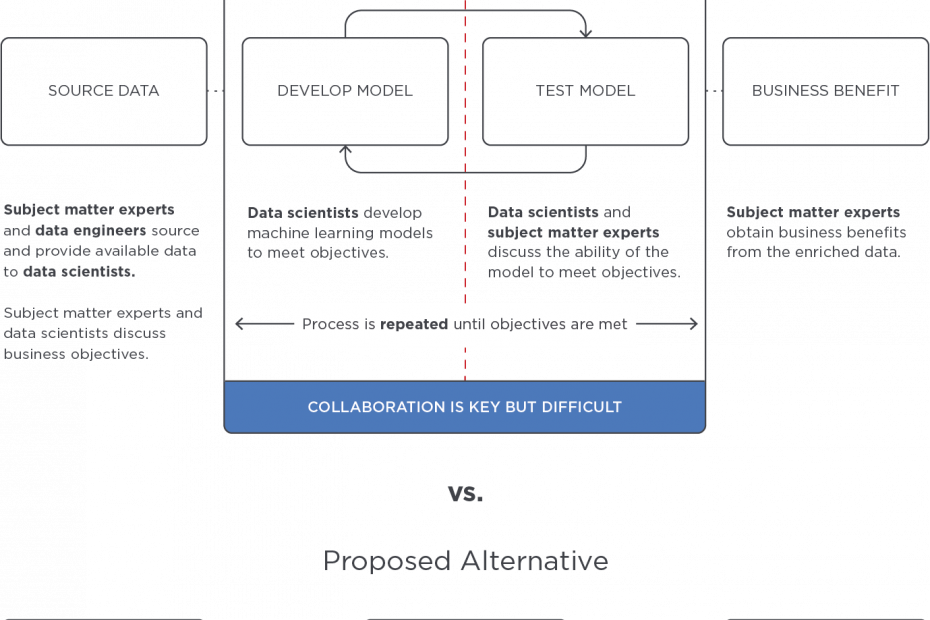 SOURCE DATA
DEVELOP MODEL
TEST MODEL
BUSINESS BENEFIT
Subject matter experts
and data engineers source
and provide available data
to data scientists.
Subject matter experts and
data scientists discuss
business objectives.
Data scientists develop
machine learning models
to meet objectives.
Data scientists and
subject matter experts
discuss the ability of the
model to meet objectives.
Subject matter experts
obtain business benefits
from the enriched data.
Process is repeated until objectives are met
COLLABORATION IS KEY BUT DIFFICULT
vs.
Proposed Alternative